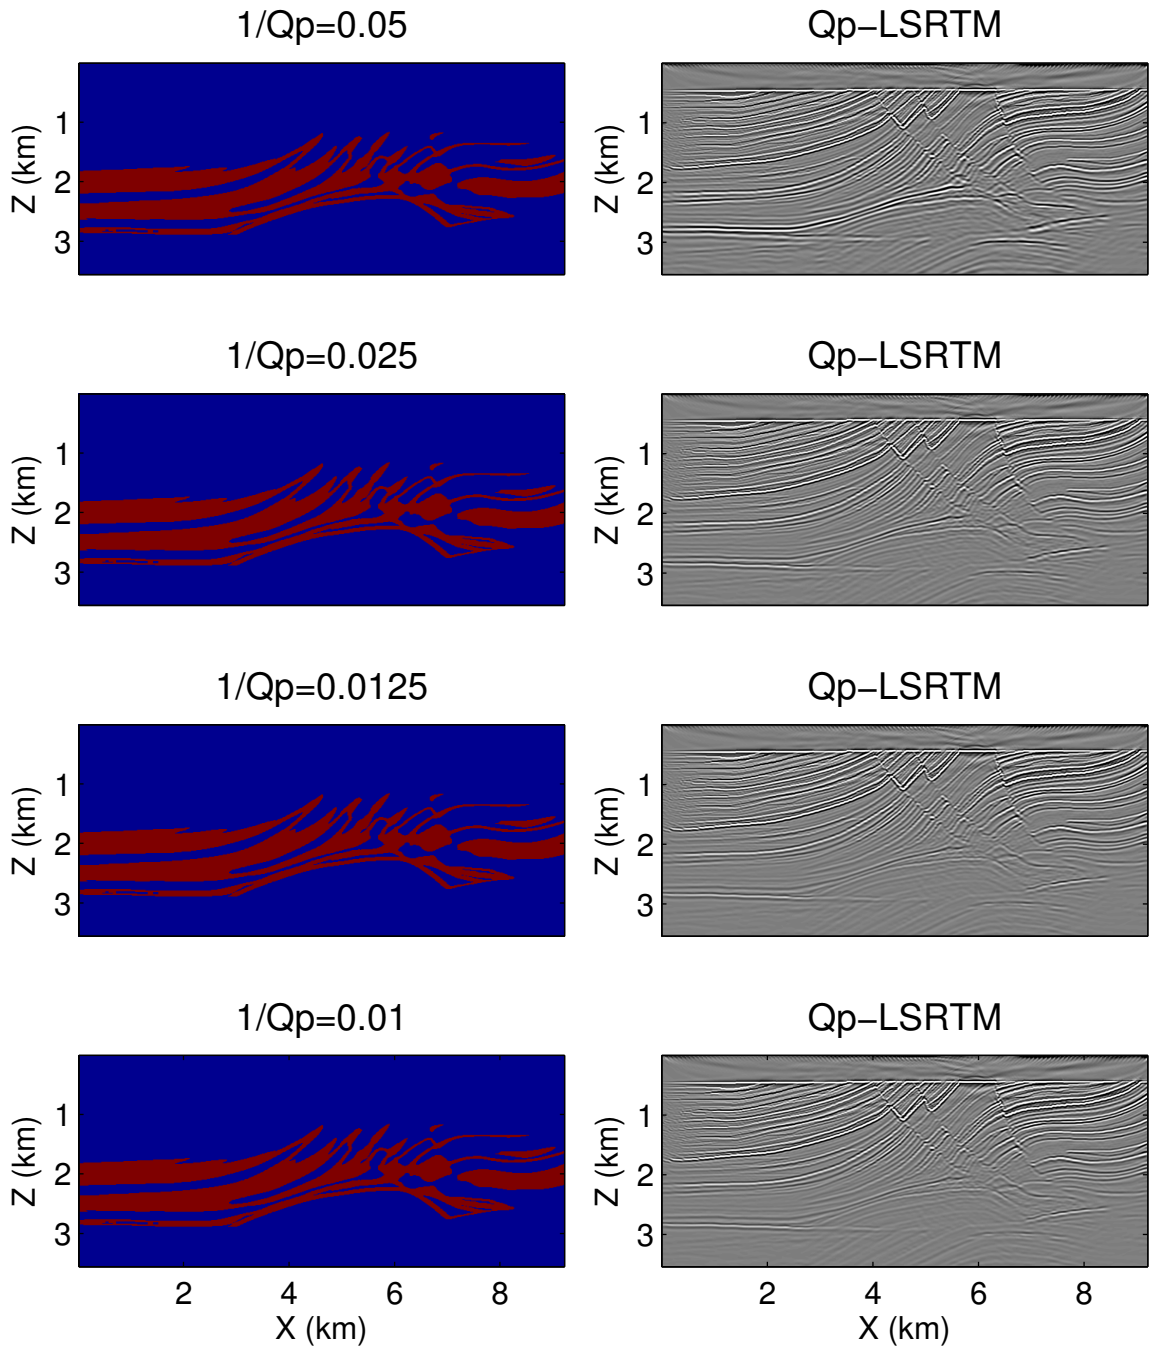 1/Qp=0.05 Qp−LSRTM
Z (km) 1 2 3 Z (km) 1 2 3
1/Qp=0.025 Qp−LSRTM
Z (km) 1 2 3 Z (km) 1 2 3
1/Qp=0.0125 Qp−LSRTM
Z (km) 1 2 3 Z (km) 1 2 3
1/Qp=0.01 Qp−LSRTM
Z (km) 1 2 3 Z (km) 1 2 3
2 4 6 8 2 4 6 8
X (km) X (km)